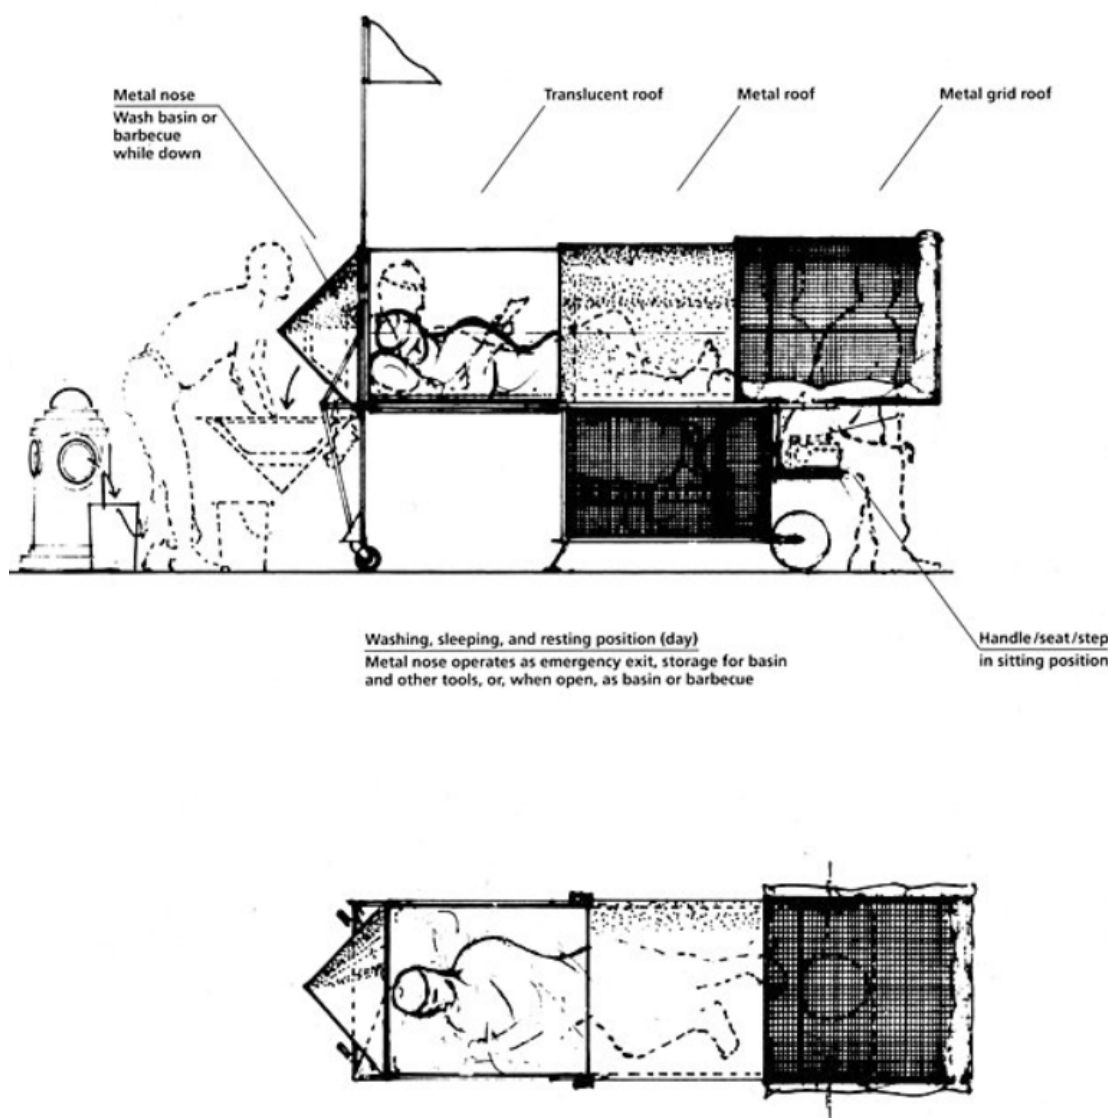 Metal nose
Wash basin or
barbecue
while down
Translucent roof
Metal roof
Metal grid roof
Washing, sleeping, and resting position (day)
Metal nose operates as emergency exit, storage for basin
and other tools, or, when open, as basin or barbecue
Handle/seat/step
in sitting position